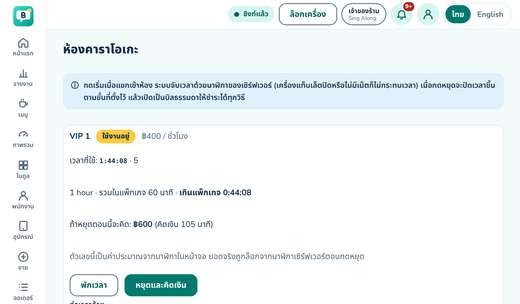 B
ซิงก์แล้ว
ล็อกเครื่อง
เจ้าของร้าน
Sing Along
9+
ไทย
English
หน้าแรก
รายงาน
เมนู
ภาพรวม
โมดูล
พนักงาน
อุปกรณ์
ขาย
ออเดอร์
ห้องคาราโอเกะ
กดเริ่มเมื่อแขกเข้าห้อง ระบบจับเวลาด้วยนาฬิกาของเซิร์ฟเวอร์ (เครื่องแท็บเล็ตปิดหรือไม่มีเน็ตก็ไม่กระทบเวลา) เมื่อกดหยุดจะปัดเวลาขึ้น
ตามขั้นที่ตั้งไว้ แล้วเปิดเป็นบิลธรรมดาให้ชำระได้ทุกวิธี
VIP 1 ใช้งานอยู่ · ฿400 / ชั่วโมง
เวลาที่ใช้: 1:44:08 · 5
1 hour · รวมในแพ็กเกจ 60 นาที · เกินแพ็กเกจ 0:44:08
ถ้าหยุดตอนนี้จะคิด: ฿600 (คิดเงิน 105 นาที)
ตัวเลขนี้เป็นค่าประมาณจากนาฬิกาในหน้าจอ ยอดจริงถูกล็อกจากนาฬิกาเซิร์ฟเวอร์ตอนกดหยุด
พักเวลา
หยุดและคิดเงิน